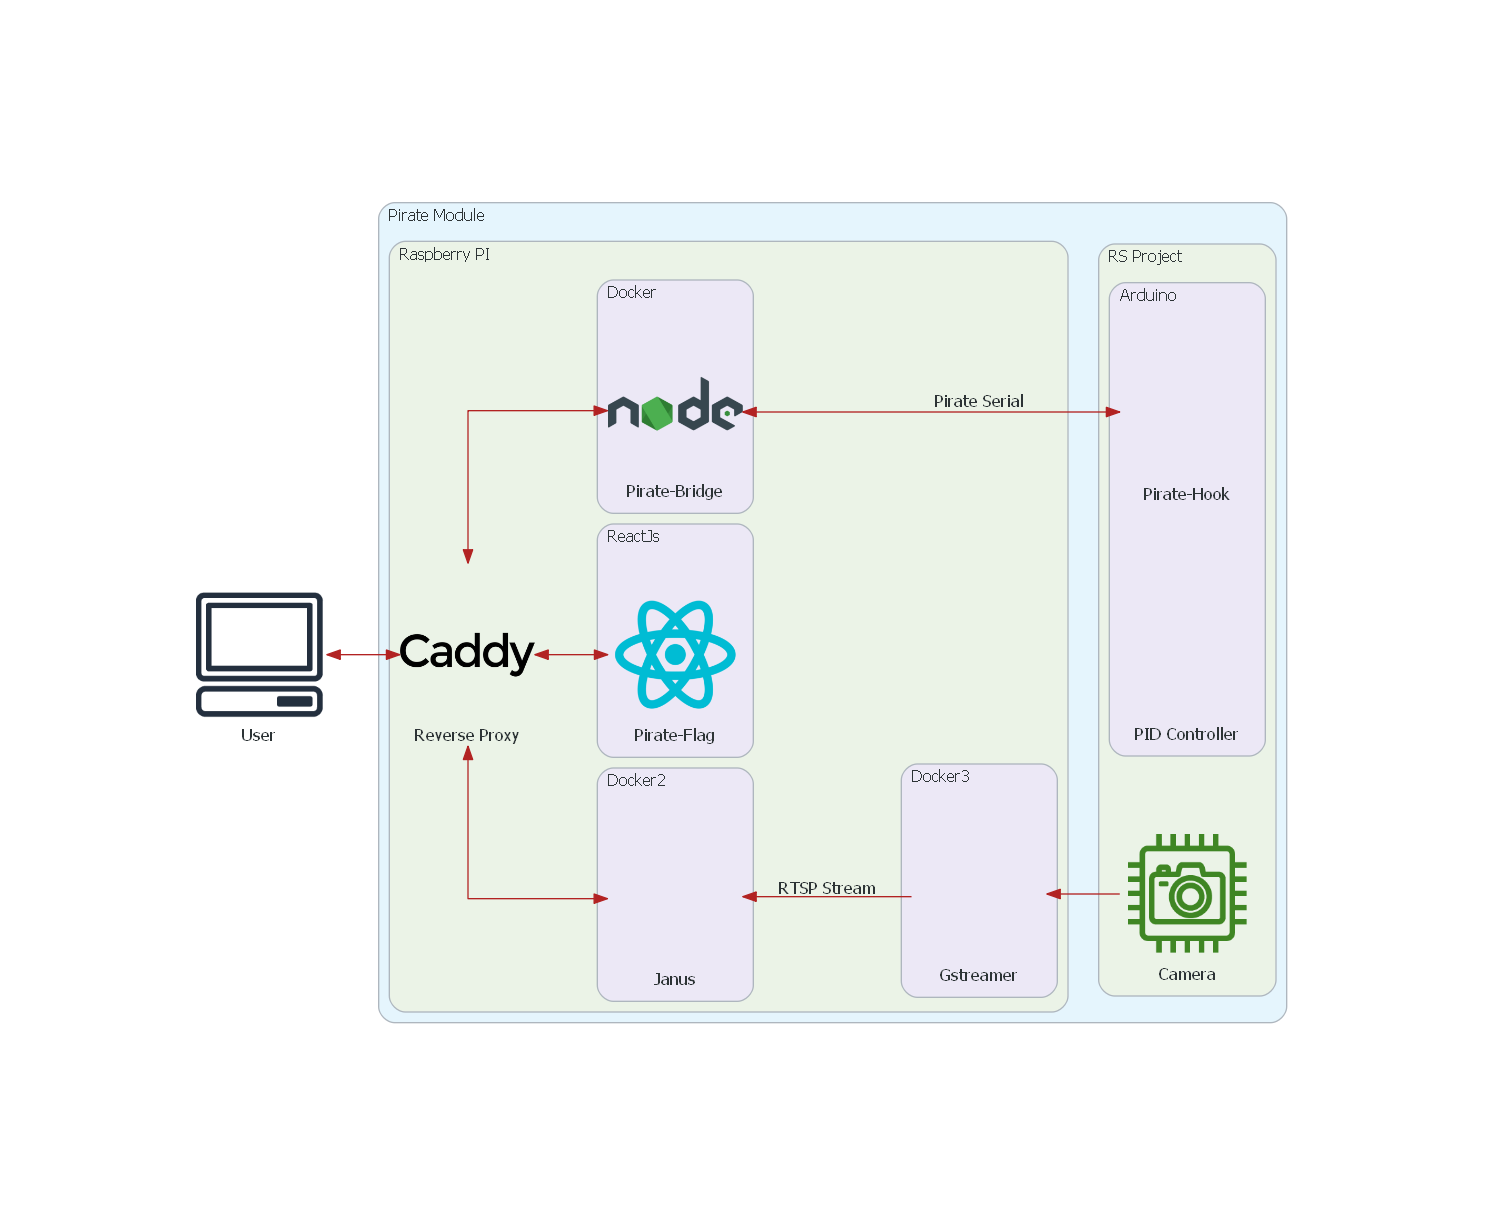 Pirate Module
Raspberry PI
RS Project
Docker
Arduino
node
Pirate Serial
Pirate-Bridge
Pirate-Hook
ReactJs
Caddy
User
Reverse Proxy
Pirate-Flag
PID Controller
Docker2
Docker3
RTSP Stream
Janus
Gstreamer
Camera